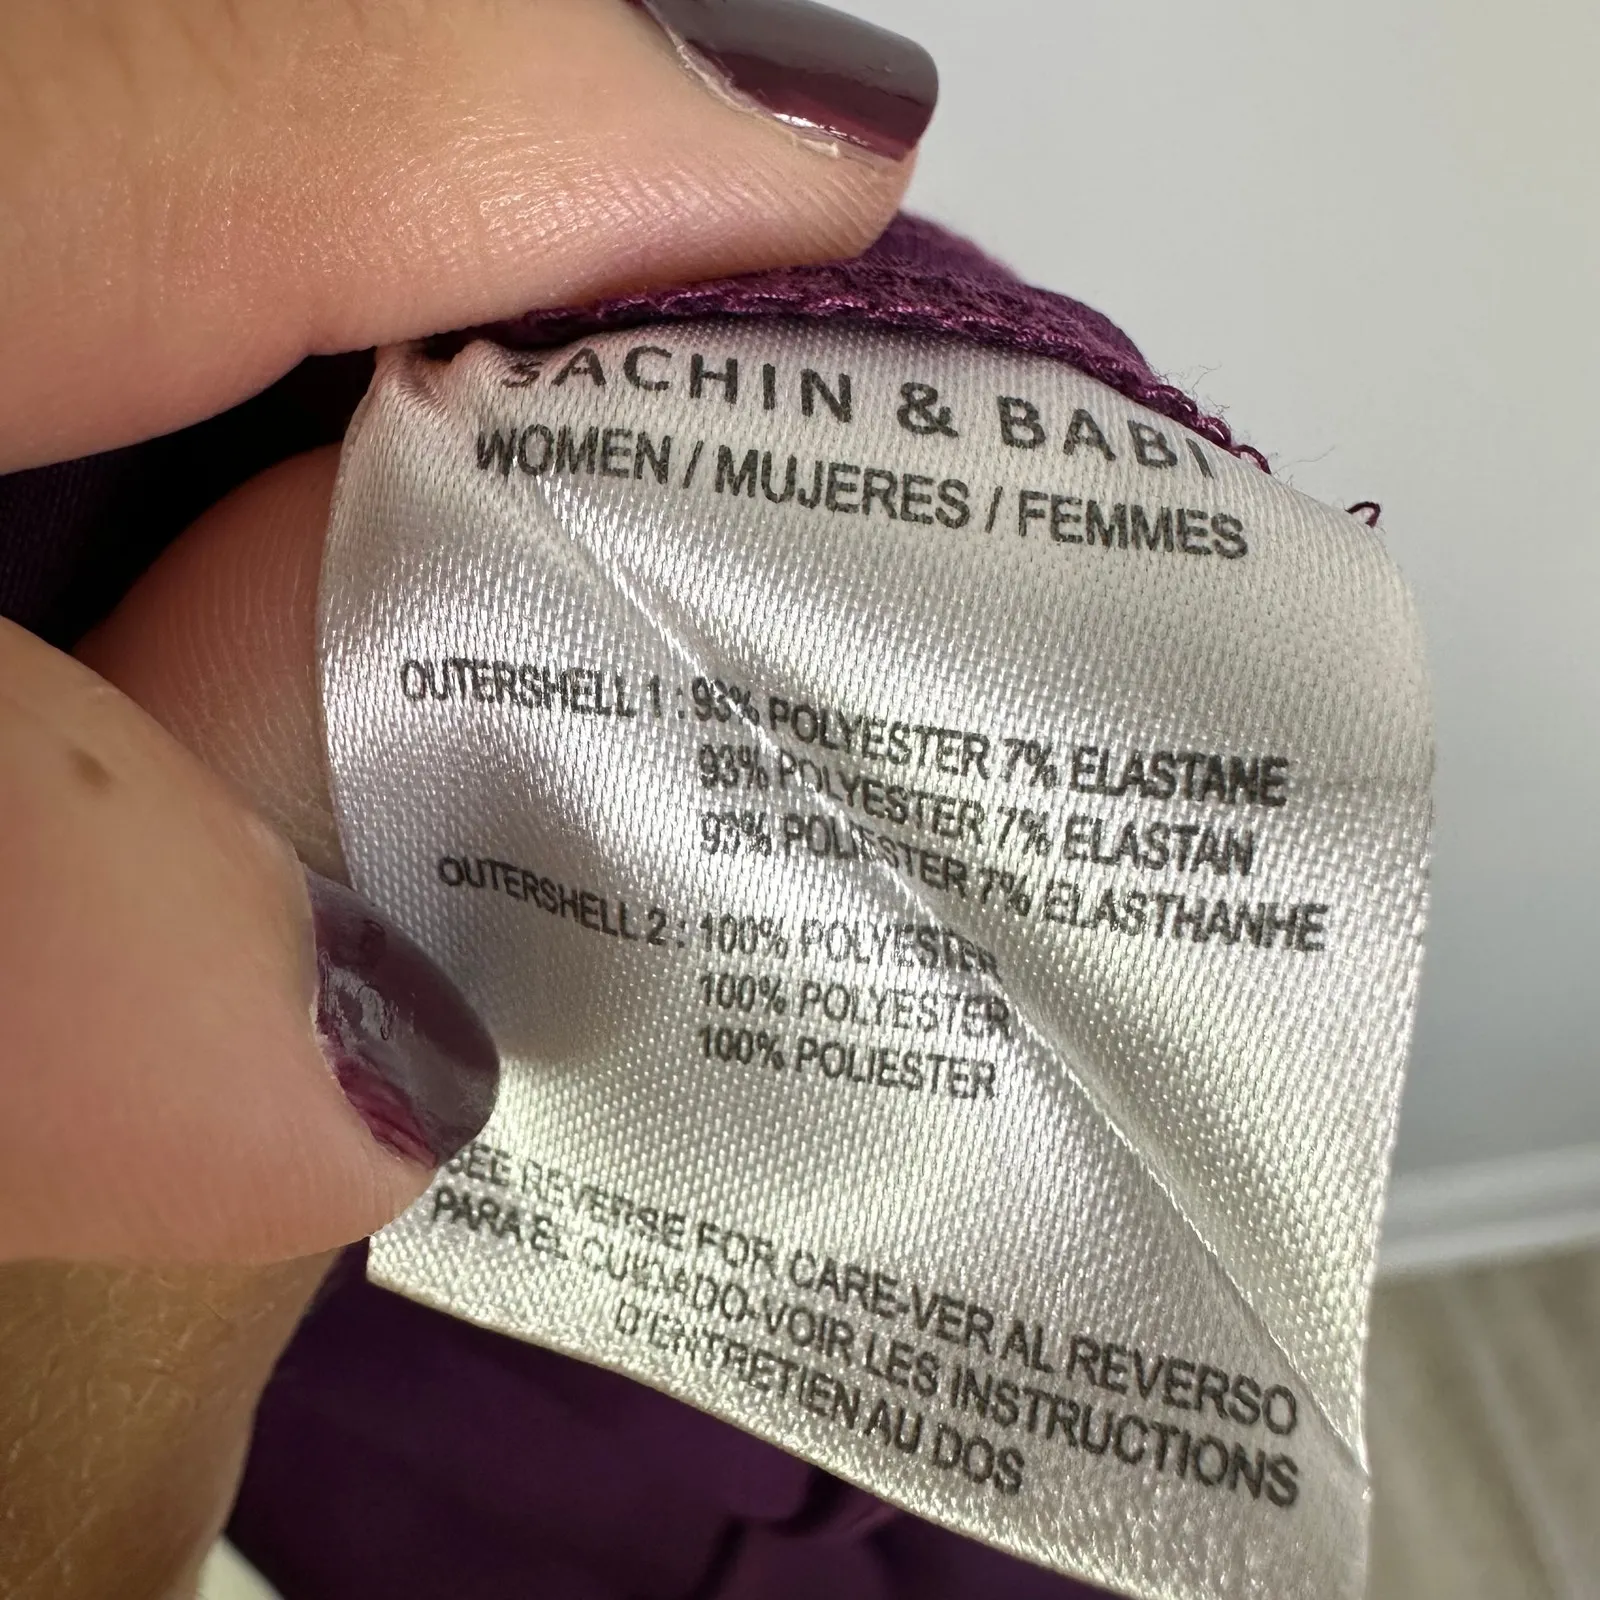 SACHIN & BABI
WOMEN / MUJERES / FEMMES
OUTERSHELL 1 : 93% POLYESTER 7% ELASTANE
93% POLYESTER 7% ELASTAN
93% POLIESTER 7% ELASTHANHE
OUTERSHELL 2 : 100% POLYESTER
100% POLYESTER
100% POLIESTER
SEE REVERSE FOR CARE-VER AL REVERSO
PARA EL CUIDADO-VOIR LES INSTRUCTIONS
D'ENTRETIEN AU DOS